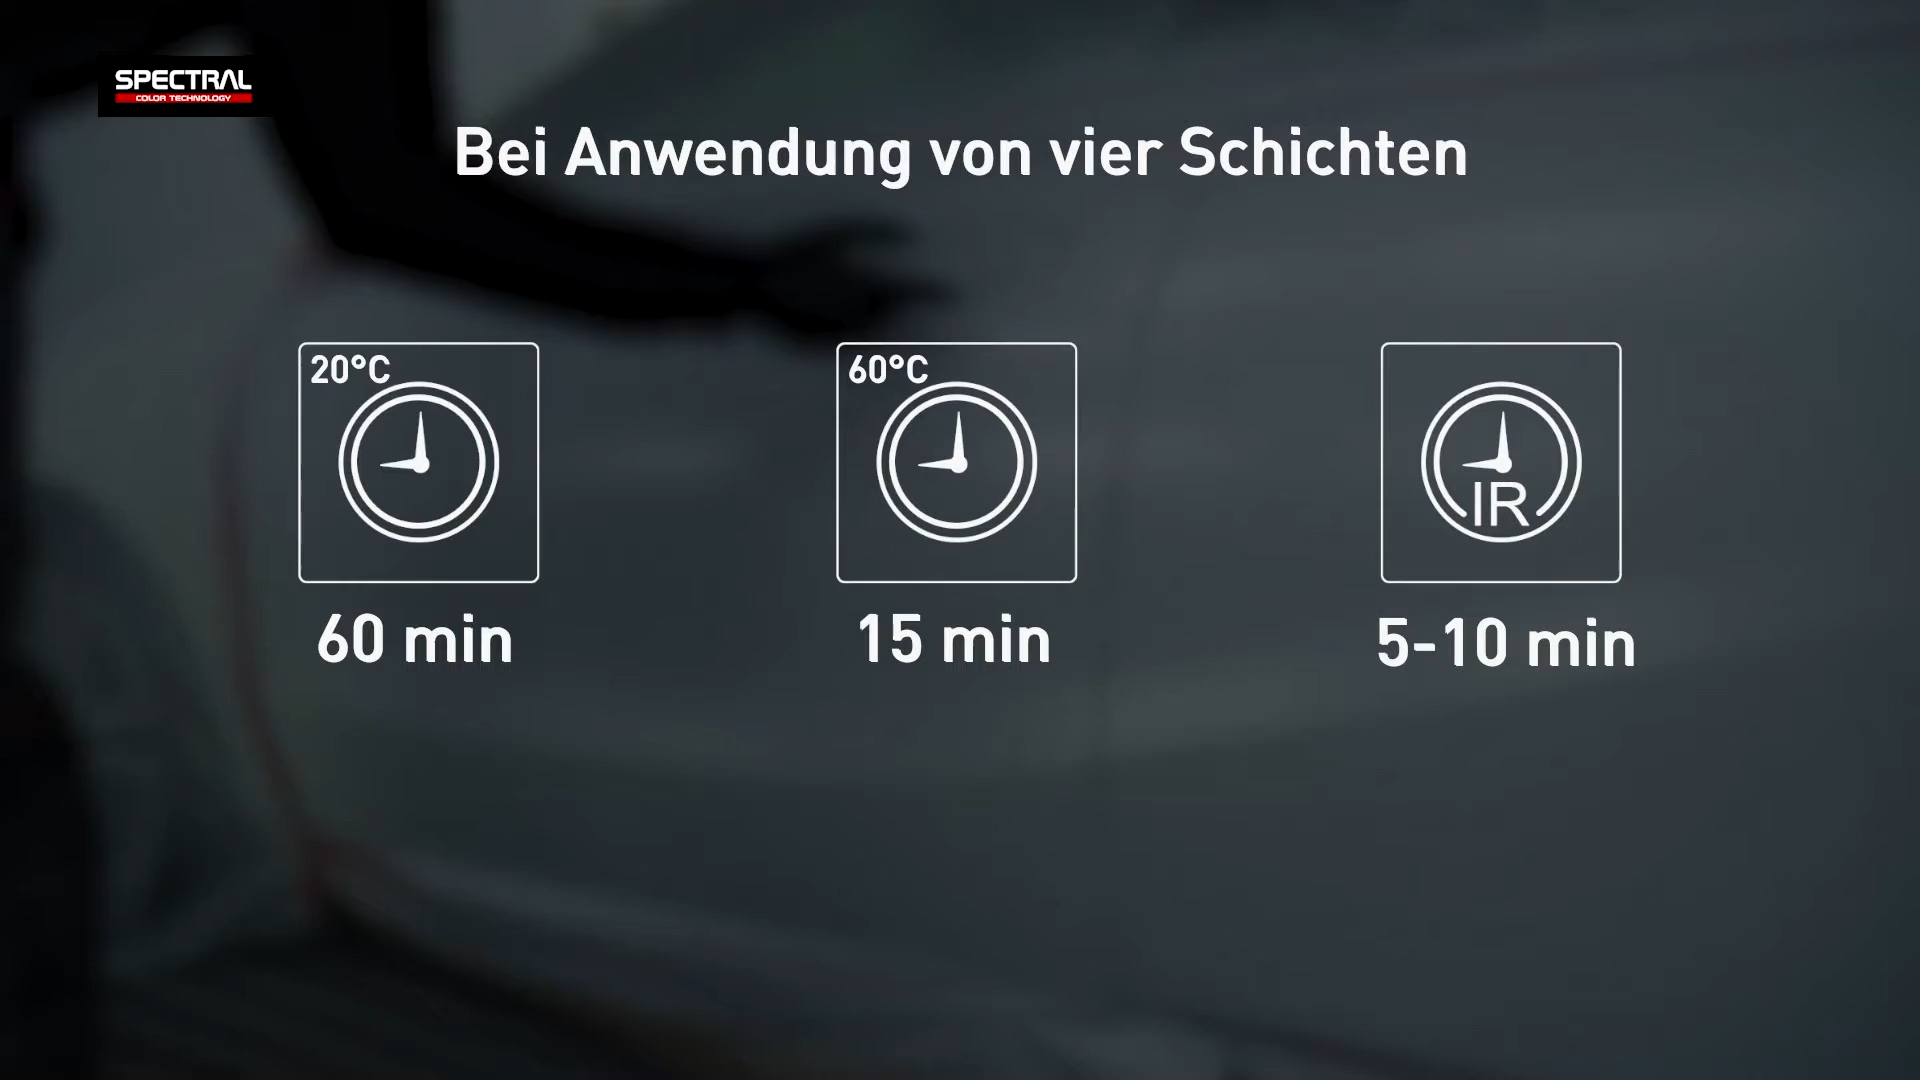 SPECTRAL
COLOR TECHNOLOGY
Bei Anwendung von vier Schichten
20°C
60°C
IR
60 min
15 min
5-10 min